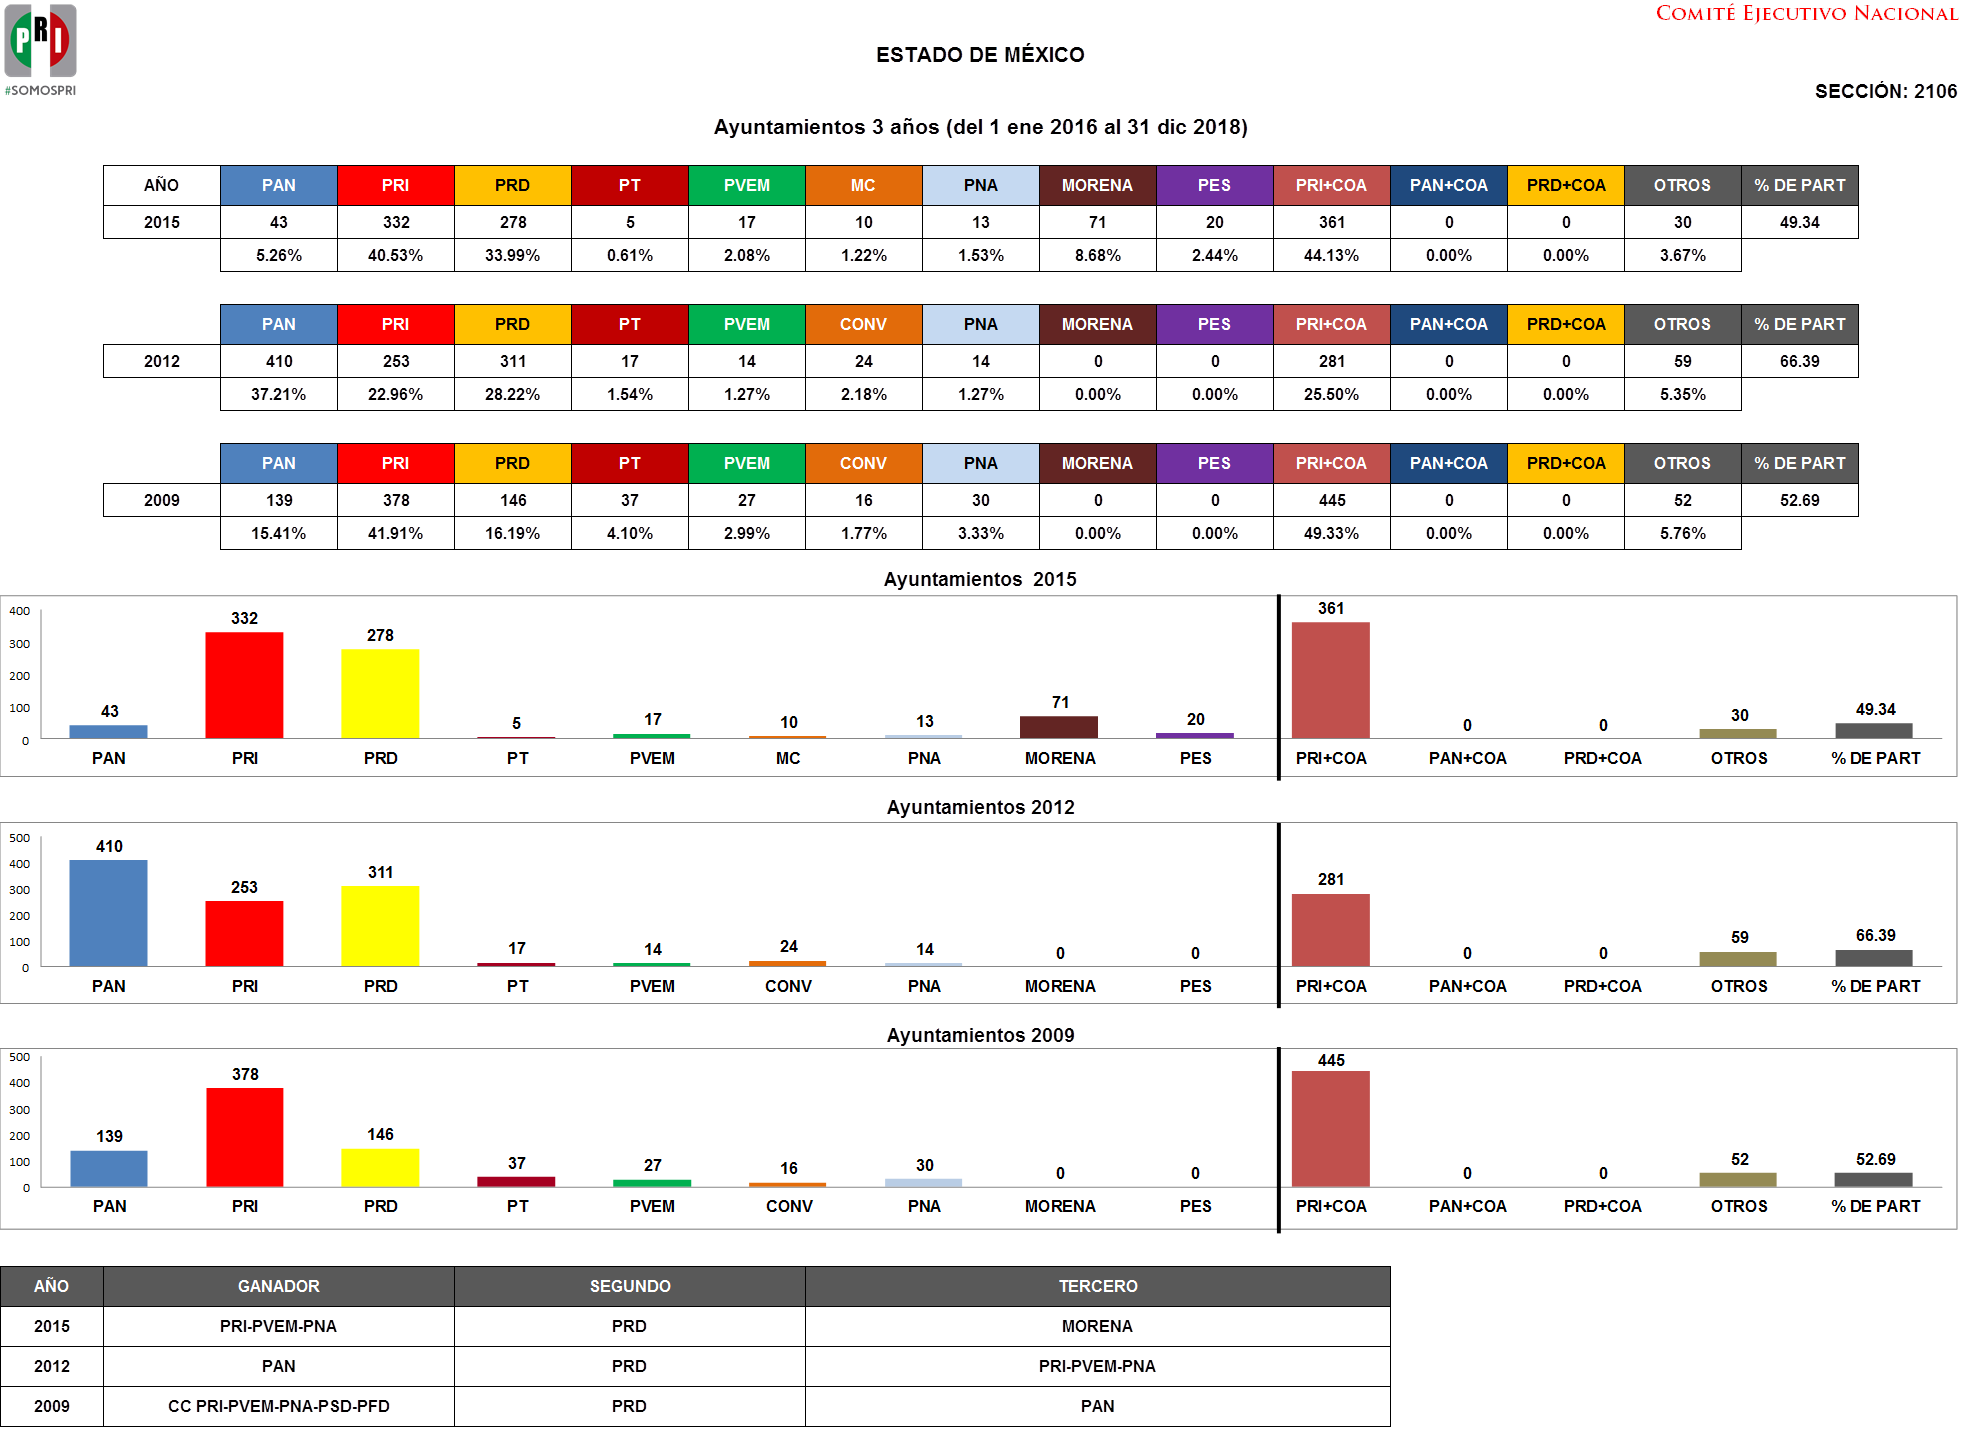 PRI
#SOMOSPRI
COMITÉ EJECUTIVO NACIONAL
ESTADO DE MÉXICO
SECCIÓN: 2106
Ayuntamientos 3 años (del 1 ene 2016 al 31 dic 2018)
AÑO PAN PRI PRD PT PVEM MC PNA MORENA PES PRI+COA PAN+COA PRD+COA OTROS % DE PART
2015 43 332 278 5 17 10 13 71 20 361 0 0 30 49.34
5.26% 40.53% 33.99% 0.61% 2.08% 1.22% 1.53% 8.68% 2.44% 44.13% 0.00% 0.00% 3.67%
PAN PRI PRD PT PVEM CONV PNA MORENA PES PRI+COA PAN+COA PRD+COA OTROS % DE PART
2012 410 253 311 17 14 24 14 0 0 281 0 0 59 66.39
37.21% 22.96% 28.22% 1.54% 1.27% 2.18% 1.27% 0.00% 0.00% 25.50% 0.00% 0.00% 5.35%
PAN PRI PRD PT PVEM CONV PNA MORENA PES PRI+COA PAN+COA PRD+COA OTROS % DE PART
2009 139 378 146 37 27 16 30 0 0 445 0 0 52 52.69
15.41% 41.91% 16.19% 4.10% 2.99% 1.77% 3.33% 0.00% 0.00% 49.33% 0.00% 0.00% 5.76%
Ayuntamientos 2015
400
300
200
100
0
43 332 278 5 17 10 13 71 20 361 0 0 30 49.34
PAN PRI PRD PT PVEM MC PNA MORENA PES PRI+COA PAN+COA PRD+COA OTROS % DE PART
Ayuntamientos 2012
500
400
300
200
100
0
410 253 311 17 14 24 14 0 0 281 0 0 59 66.39
PAN PRI PRD PT PVEM CONV PNA MORENA PES PRI+COA PAN+COA PRD+COA OTROS % DE PART
Ayuntamientos 2009
500
400
300
200
100
0
139 378 146 37 27 16 30 0 0 445 0 0 52 52.69
PAN PRI PRD PT PVEM CONV PNA MORENA PES PRI+COA PAN+COA PRD+COA OTROS % DE PART
AÑO GANADOR SEGUNDO TERCERO
2015 PRI-PVEM-PNA PRD MORENA
2012 PAN PRD PRI-PVEM-PNA
2009 CC PRI-PVEM-PNA-PSD-PFD PRD PAN